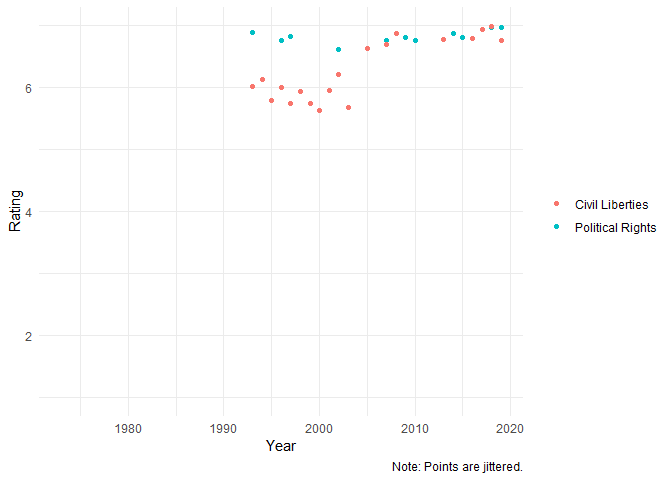 6
4
2
Rating
1980 1990 2000 2010 2020
Year
Civil Liberties
Political Rights
Note: Points are jittered.